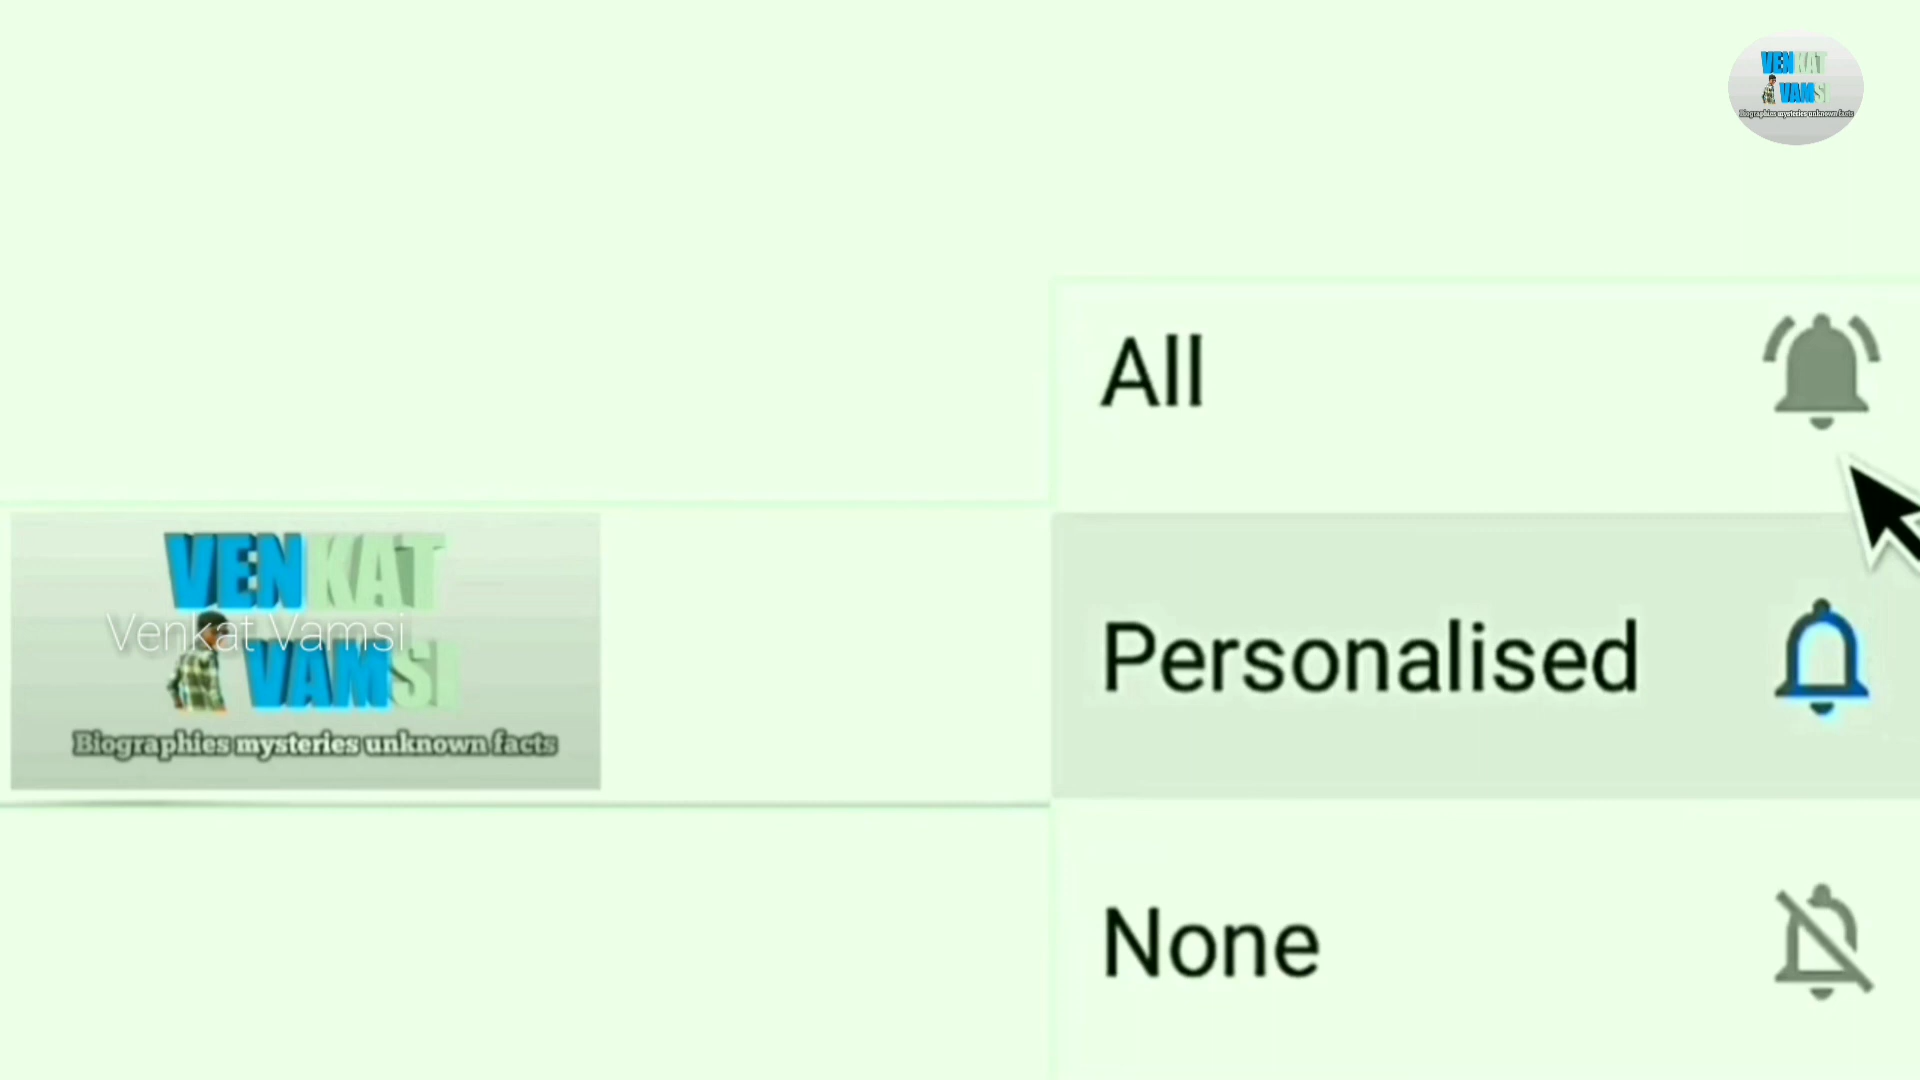 VENKAT
VAMSI
Biographies mysteries unknown facts
All
VENKAT
Venkat Vamsi
VAMSI
Biographies mysteries unknown facts
Personalised
None